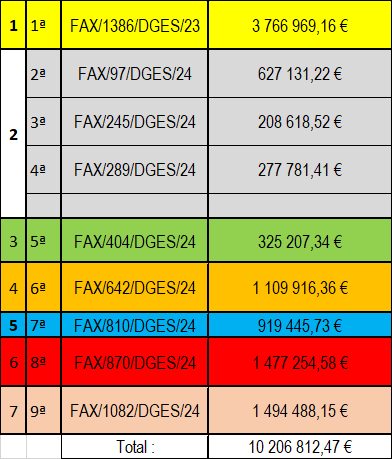 1 1ª FAX/1386/DGES/23 3 766 969,16 €
2ª FAX/97/DGES/24 627 131,22 €
2 3ª FAX/245/DGES/24 208 618,52 €
4ª FAX/289/DGES/24 277 781,41 €
3 5ª FAX/404/DGES/24 325 207,34 €
4 6ª FAX/642/DGES/24 1 109 916,36 €
5 7ª FAX/810/DGES/24 919 445,73 €
6 8ª FAX/870/DGES/24 1 477 254,58 €
7 9ª FAX/1082/DGES/24 1 494 488,15 €
Total : 10 206 812,47 €